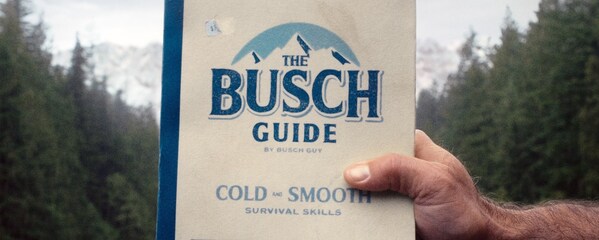 THE
BUSCH
GUIDE
BY BUSCH GUY
COLD AND SMOOTH
SURVIVAL SKILLS